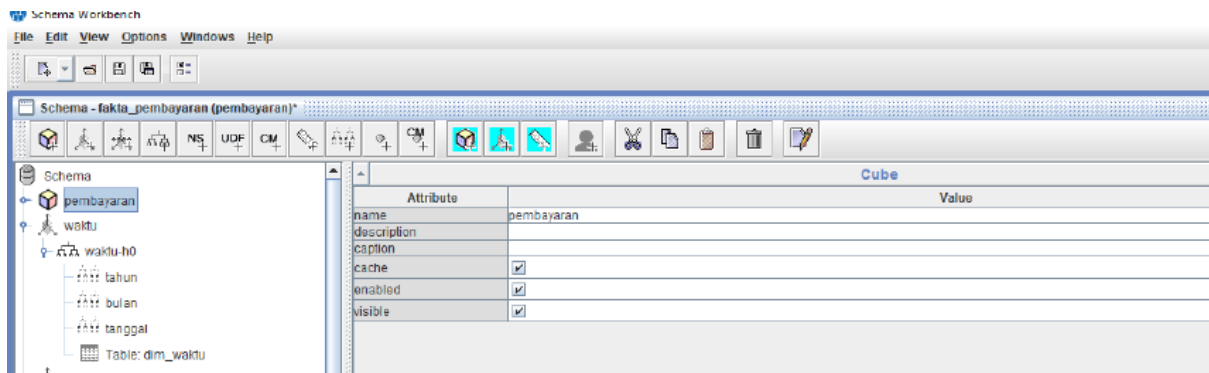 Schema Workbench
File Edit View Options Windows Help
Schema - fakta_pembayaran (pembayaran)*
NS UDF CM CM
Schema
pembayaran
waktu
waktu-h0
tahun
bulan
tanggal
Table: dim_waktu
Cube
Attribute Value
name pembayaran
description
caption
cache
enabled
visible